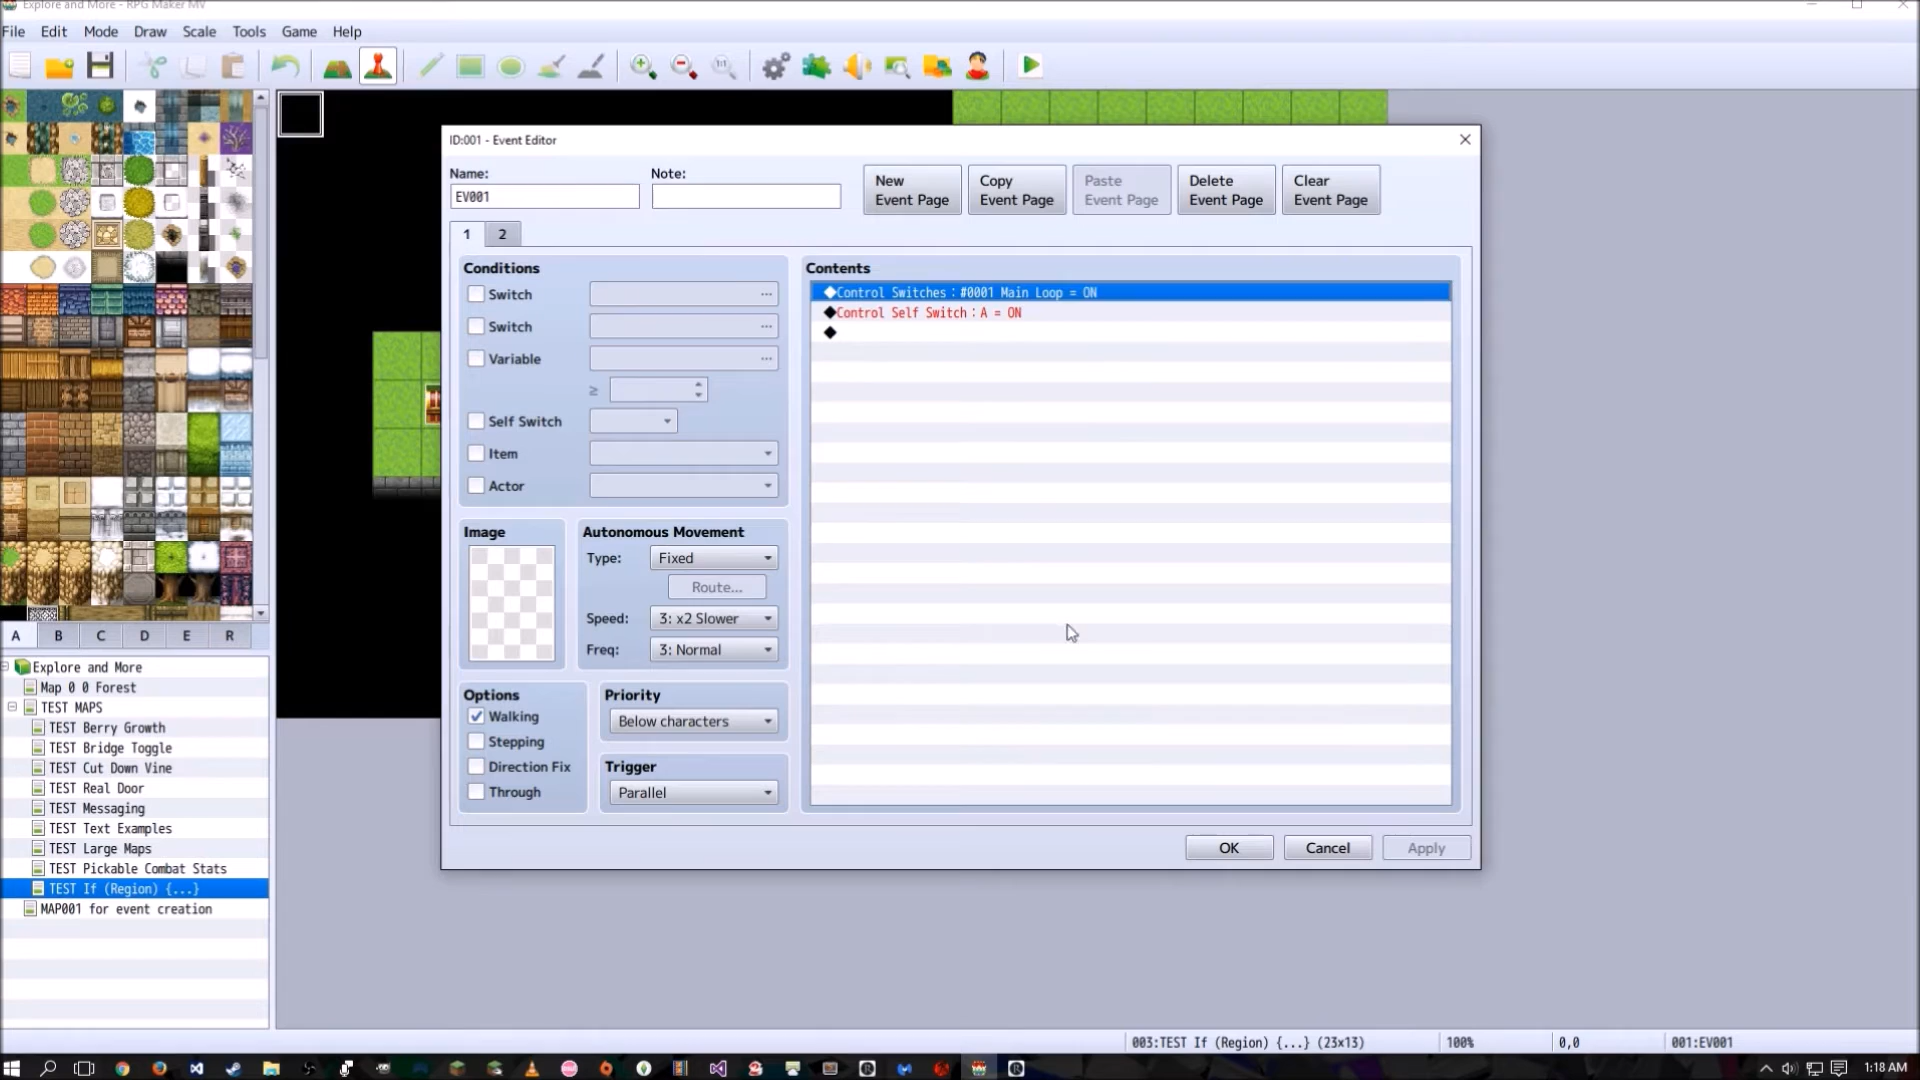 Explore and More - RPG Maker MV
File Edit Mode Draw Scale Tools Game Help
1:1
ID:001 - Event Editor
Name: Note:
EV001
New Event Page
Copy Event Page
Paste Event Page
Delete Event Page
Clear Event Page
1 2
Conditions
Switch ...
Switch ...
Variable ...
≥
Self Switch
Item
Actor
Image
Autonomous Movement
Type: Fixed
Route...
Speed: 3: x2 Slower
Freq: 3: Normal
Options
Walking
Stepping
Direction Fix
Through
Priority
Below characters
Trigger
Parallel
Contents
◆Control Switches:#0001 Main Loop = ON
◆Control Self Switch:A = ON
◆
OK Cancel Apply
A B C D E R
Explore and More
Map 0 0 Forest
TEST MAPS
TEST Berry Growth
TEST Bridge Toggle
TEST Cut Down Vine
TEST Real Door
TEST Messaging
TEST Text Examples
TEST Large Maps
TEST Pickable Combat Stats
TEST If (Region) {...}
MAP001 for event creation
003:TEST If (Region) {...} (23x13) 100% 0,0 001:EV001
1:18 AM